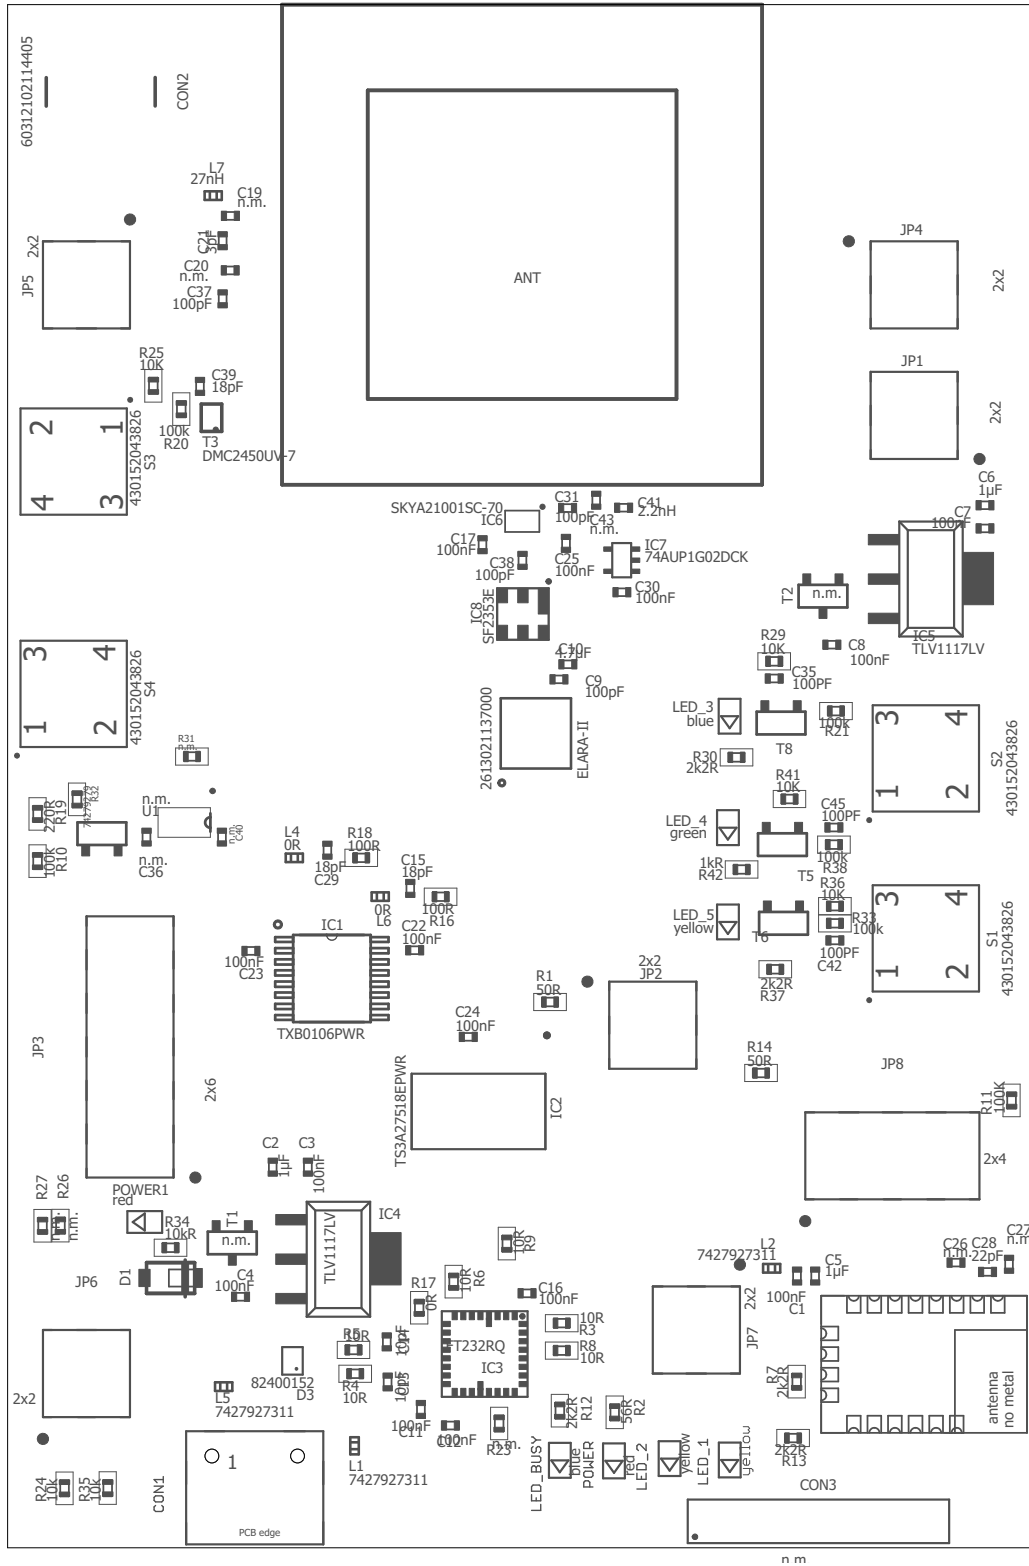 60312102114405
CON2
L7
27nH
C19
n.m.
C21
3pF
C20
n.m.
C37
100pF
2x2
JP5
ANT
JP4
2x2
JP1
2x2
R25
10K
C39
18pF
100k
R20
T3
DMC2450UV-7
2
1
4
3
430152043826
S3
SKYA21001SC-70
IC6
C31
100pF
C43
n.m.
C41
2.2nH
C17
100nF
C38
100pF
C25
100nF
IC7
74AUP1G02DCK
C30
100nF
IC8
SF2353E
C6
1µF
C7
100nF
T2
n.m.
IC5
TLV1117LV
C8
100nF
R29
10K
C35
100PF
C10
4.7µF
C9
100pF
2613021137000
ELARA-II
LED_3
blue
T8
100k
R21
R30
2k2R
3
4
1
2
S2
430152043826
3
4
1
2
430152043826
S4
R31
n.m.
220R
R19
74279279
R32
100k
R10
n.m.
U1
n.m.
C36
n.m.
C40
R41
10K
LED_4
green
C45
100PF
100k
R38
T5
1kR
R42
L4
0R
18pF
C29
R18
100R
C15
18pF
0R
L6
100R
R16
R36
10K
LED_5
yellow
T6
R33
100k
100PF
C42
2k2R
R37
3
4
1
2
S1
430152043826
IC1
TXB0106PWR
100nF
C23
C22
100nF
C24
100nF
R1
50R
2x2
JP2
JP3
2x6
TS3A27518EPWR
IC2
R14
50R
JP8
2x4
R11
100K
C2
1µF
C3
100nF
R27
n.m.
R26
n.m.
POWER1
red
R34
10kR
T1
n.m.
D1
C4
100nF
TLV1117LV
IC4
10R
R9
10R
R6
R17
0R
C16
100nF
L2
7427927311
C5
1µF
100nF
C1
C26
n.m.
C28
22pF
C27
n.m.
JP6
2x2
R5
10R
R4
10R
10pF
C14
10pF
C13
FT232RQ
IC3
10R
R3
R8
10R
2x2
JP7
R7
2k2R
antenna
no metal
82400152
D3
L5
7427927311
100nF
C11
100nF
C12
R23
n.m.
2k2R
R12
56R
R2
2k2R
R13
R24
10k
R35
10k
CON1
1
PCB edge
L1
7427927311
LED_BUSY
blue
POWER
red
LED_2
yellow
LED_1
yellow
CON3
n.m.